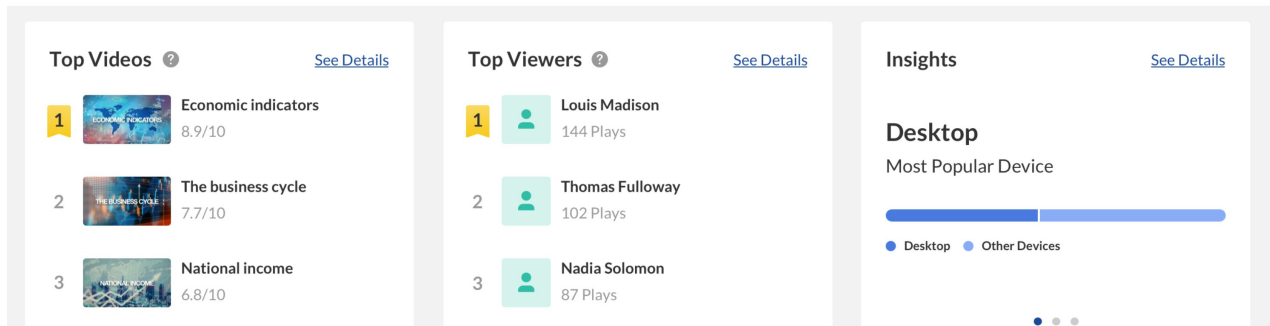 Top Videos ?
See Details
1
ECONOMIC INDICATORS
Economic indicators
8.9/10
2
THE BUSINESS CYCLE
The business cycle
7.7/10
3
NATIONAL INCOME
National income
6.8/10
Top Viewers ?
See Details
1
Louis Madison
144 Plays
2
Thomas Fulloway
102 Plays
3
Nadia Solomon
87 Plays
Insights
See Details
Desktop
Most Popular Device
Desktop
Other Devices